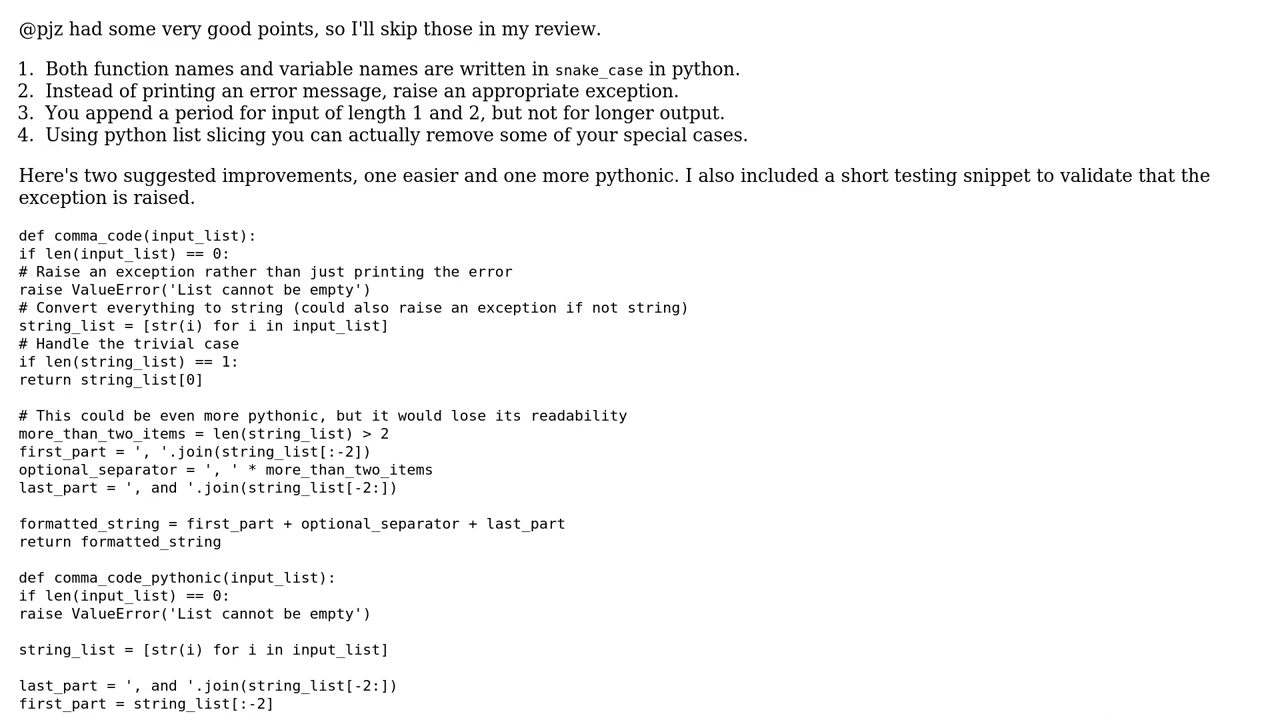 @pjz had some very good points, so I'll skip those in my review.
1. Both function names and variable names are written in snake_case in python.
2. Instead of printing an error message, raise an appropriate exception.
3. You append a period for input of length 1 and 2, but not for longer output.
4. Using python list slicing you can actually remove some of your special cases.
Here's two suggested improvements, one easier and one more pythonic. I also included a short testing snippet to validate that the
exception is raised.
def comma_code(input_list):
if len(input_list) == 0:
# Raise an exception rather than just printing the error
raise ValueError('List cannot be empty')
# Convert everything to string (could also raise an exception if not string)
string_list = [str(i) for i in input_list]
# Handle the trivial case
if len(string_list) == 1:
return string_list[0]
# This could be even more pythonic, but it would lose its readability
more_than_two_items = len(string_list) > 2
first_part = ', '.join(string_list[:-2])
optional_separator = ', ' * more_than_two_items
last_part = ', and '.join(string_list[-2:])
formatted_string = first_part + optional_separator + last_part
return formatted_string
def comma_code_pythonic(input_list):
if len(input_list) == 0:
raise ValueError('List cannot be empty')
string_list = [str(i) for i in input_list]
last_part = ', and '.join(string_list[-2:])
first_part = string_list[:-2]